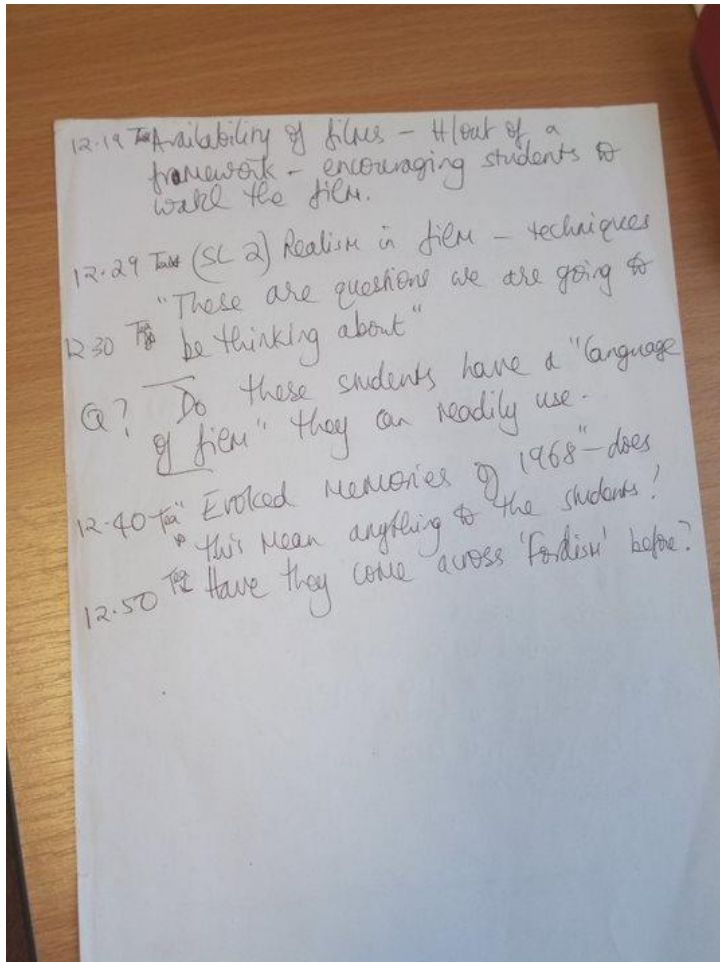 12.19 Availability of films – H/out of a
framework – encouraging students to
watch the film.
12.29 (SL 2) Realism in film – techniques
"These are questions we are going to
12 30 be thinking about"
Q? Do these students have a "language
of film" they can readily use.
12.40 "Evoked memories of 1968" – does
this mean anything to the students?
12.50 Have they come across 'Fordism' before?